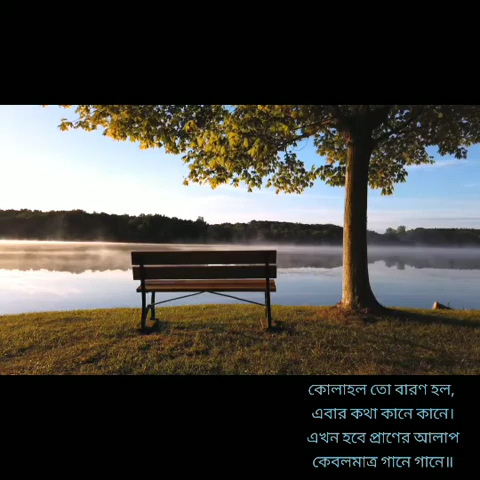 কোলাহল তো বারণ হল,
এবার কথা কানে কানে।
এখন হবে প্রাণের আলাপ
কেবলমাত্র গানে গানে॥